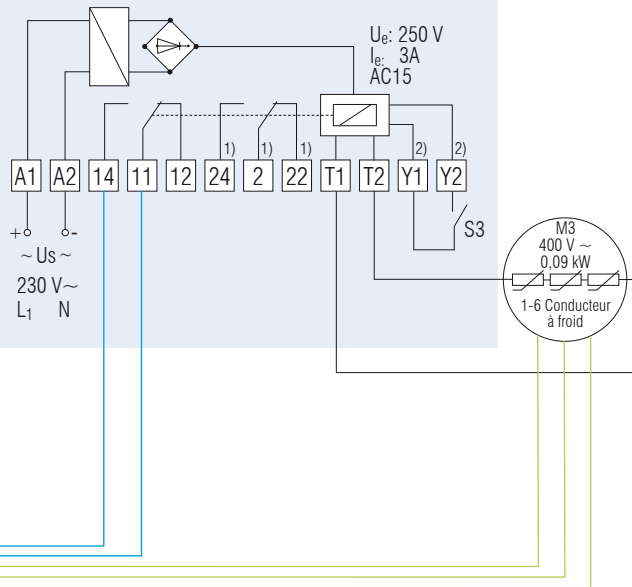 Ue: 250 V
Ie: 3A
AC15
1) 1) 1) 2) 2)
A1 A2 14 11 12 24 2 22 T1 T2 Y1 Y2
+ -
~ Us ~
230 V~
L1 N
S3
M3
400 V ~
0,09 kW
1-6 Conducteur
à froid